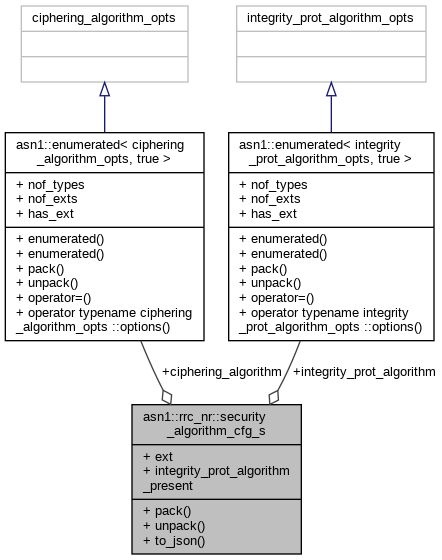 ciphering_algorithm_opts
integrity_prot_algorithm_opts
asn1::enumerated< ciphering
_algorithm_opts, true >
+ nof_types
+ nof_exts
+ has_ext
+ enumerated()
+ enumerated()
+ pack()
+ unpack()
+ operator=()
+ operator typename ciphering
_algorithm_opts ::options()
asn1::enumerated< integrity
_prot_algorithm_opts, true >
+ nof_types
+ nof_exts
+ has_ext
+ enumerated()
+ enumerated()
+ pack()
+ unpack()
+ operator=()
+ operator typename integrity
_prot_algorithm_opts ::options()
+ciphering_algorithm
+integrity_prot_algorithm
asn1::rrc_nr::security
_algorithm_cfg_s
+ ext
+ integrity_prot_algorithm
_present
+ pack()
+ unpack()
+ to_json()